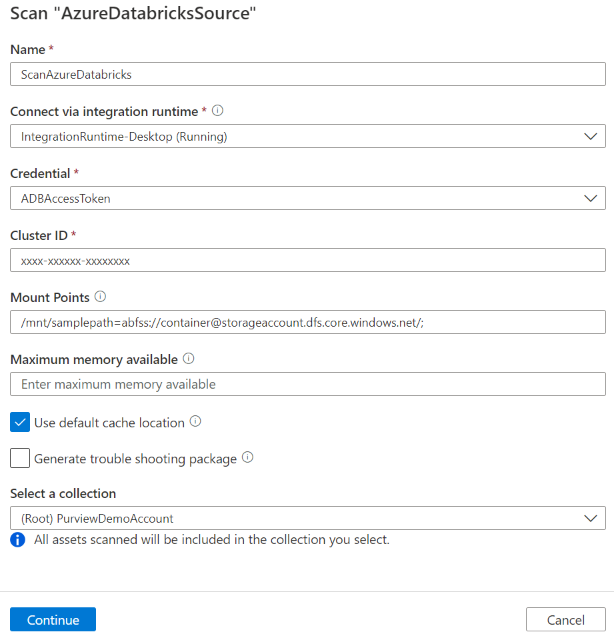 Scan "AzureDatabricksSource"
Name *
ScanAzureDatabricks
Connect via integration runtime *
IntegrationRuntime-Desktop (Running)
Credential *
ADBAccessToken
Cluster ID *
xxxx-xxxxxx-xxxxxxxx
Mount Points
/mnt/samplepath=abfss://container@storageaccount.dfs.core.windows.net/;
Maximum memory available
Enter maximum memory available
Use default cache location
Generate trouble shooting package
Select a collection
(Root) PurviewDemoAccount
All assets scanned will be included in the collection you select.
Continue Cancel